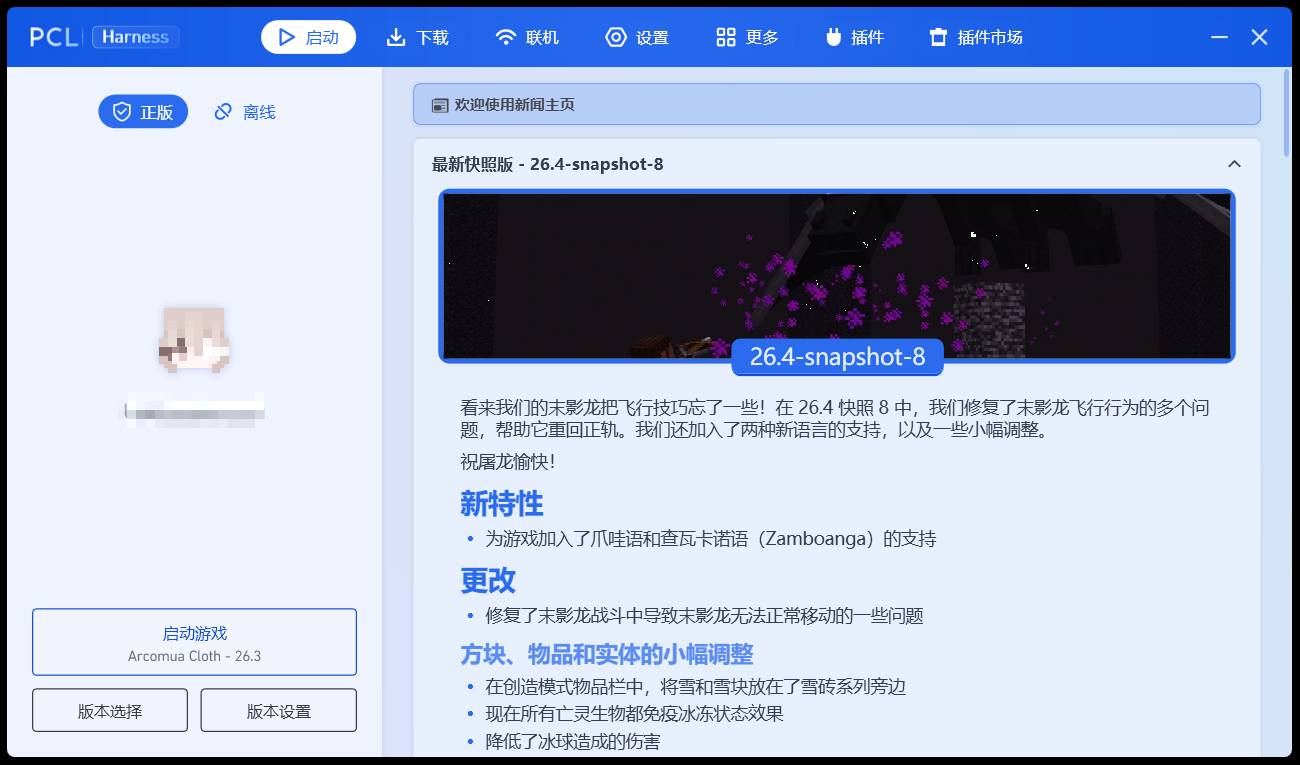 PCL Harness 启动 下载 联机 设置 更多 插件 插件市场
正版 离线
启动游戏
Arcomua Cloth - 26.3
版本选择 版本设置
欢迎使用新闻主页
最新快照版 - 26.4-snapshot-8
26.4-snapshot-8
看来我们的末影龙把飞行技巧忘了一些！在 26.4 快照 8 中，我们修复了末影龙飞行行为的多个问
题，帮助它重回正轨。我们还加入了两种新语言的支持，以及一些小幅调整。
祝屠龙愉快！
新特性
• 为游戏加入了爪哇语和查瓦卡诺语（Zamboanga）的支持
更改
• 修复了末影龙战斗中导致末影龙无法正常移动的一些问题
方块、物品和实体的小幅调整
• 在创造模式物品栏中，将雪和雪块放在了雪砖系列旁边
• 现在所有亡灵生物都免疫冰冻状态效果
• 降低了冰球造成的伤害